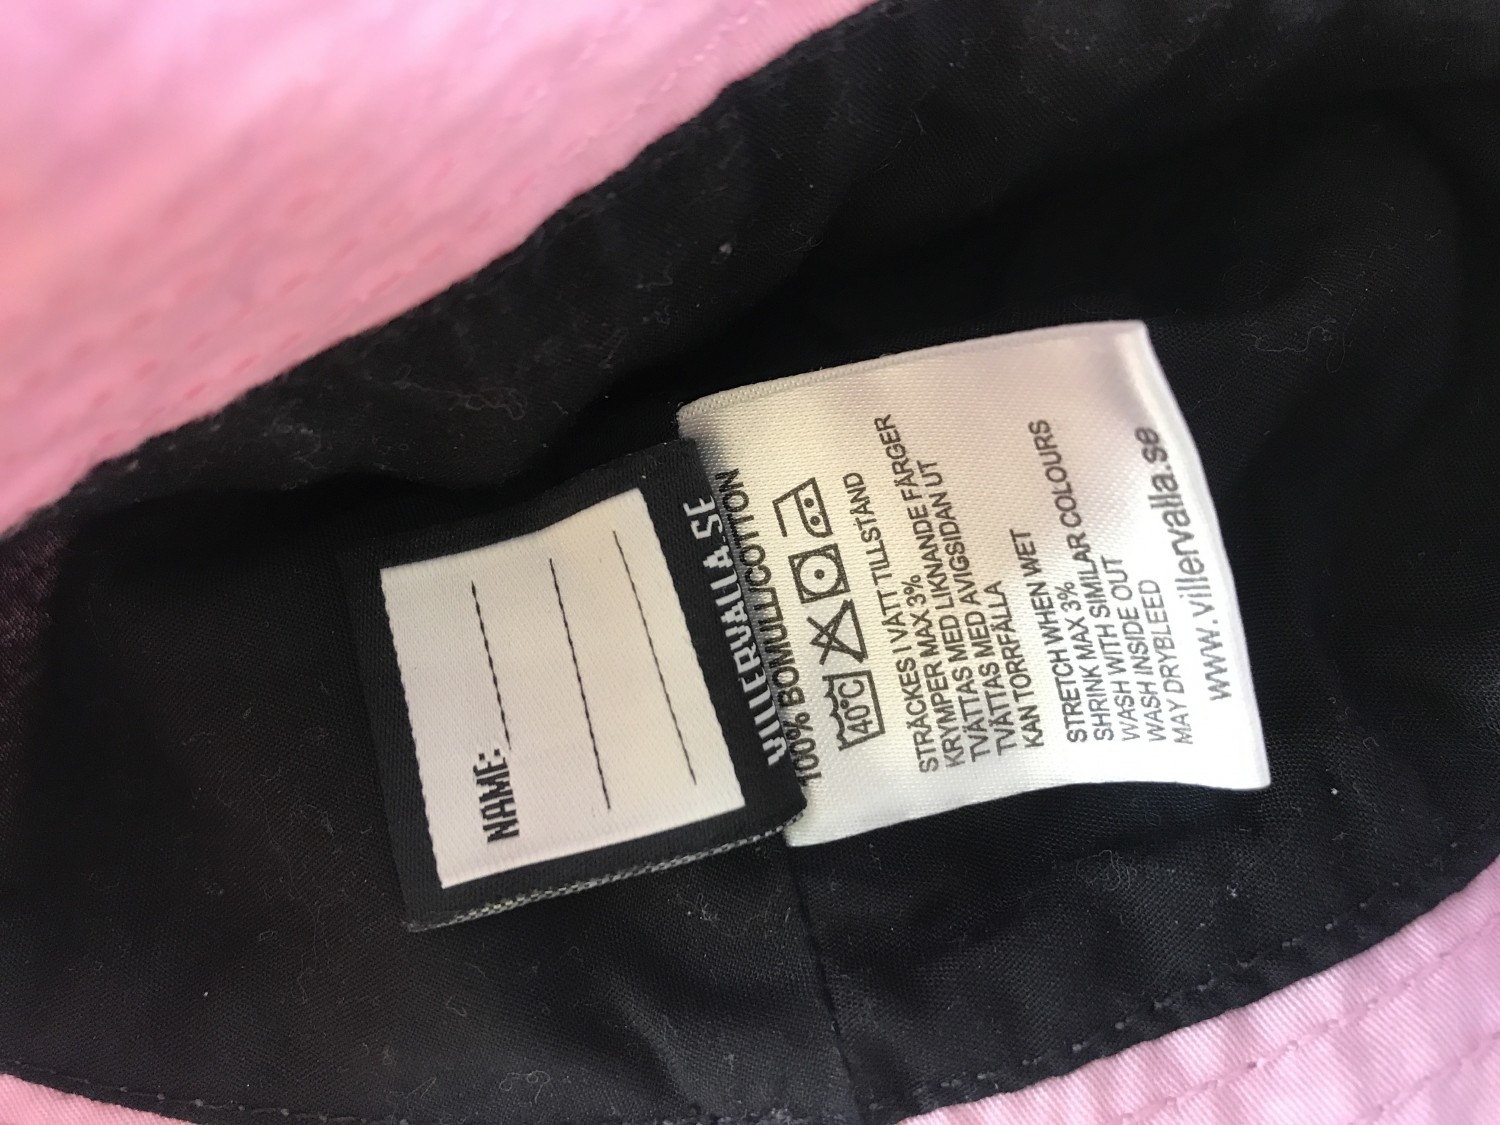 NAME:
VILLERVALLA.SE
100% BOMULL/COTTON
40°C
STRÄCKES I VÅTT TILLSTÅND
KRYMPER MAX 3%
TVÄTTAS MED LIKNANDE FÄRGER
TVÄTTAS MED AVIGSIDAN UT
KAN TORRFÄLLA
STRETCH WHEN WET
SHRINK MAX 3%
WASH WITH SIMILAR COLOURS
WASH INSIDE OUT
MAY DRYBLEED
www.villervalla.se